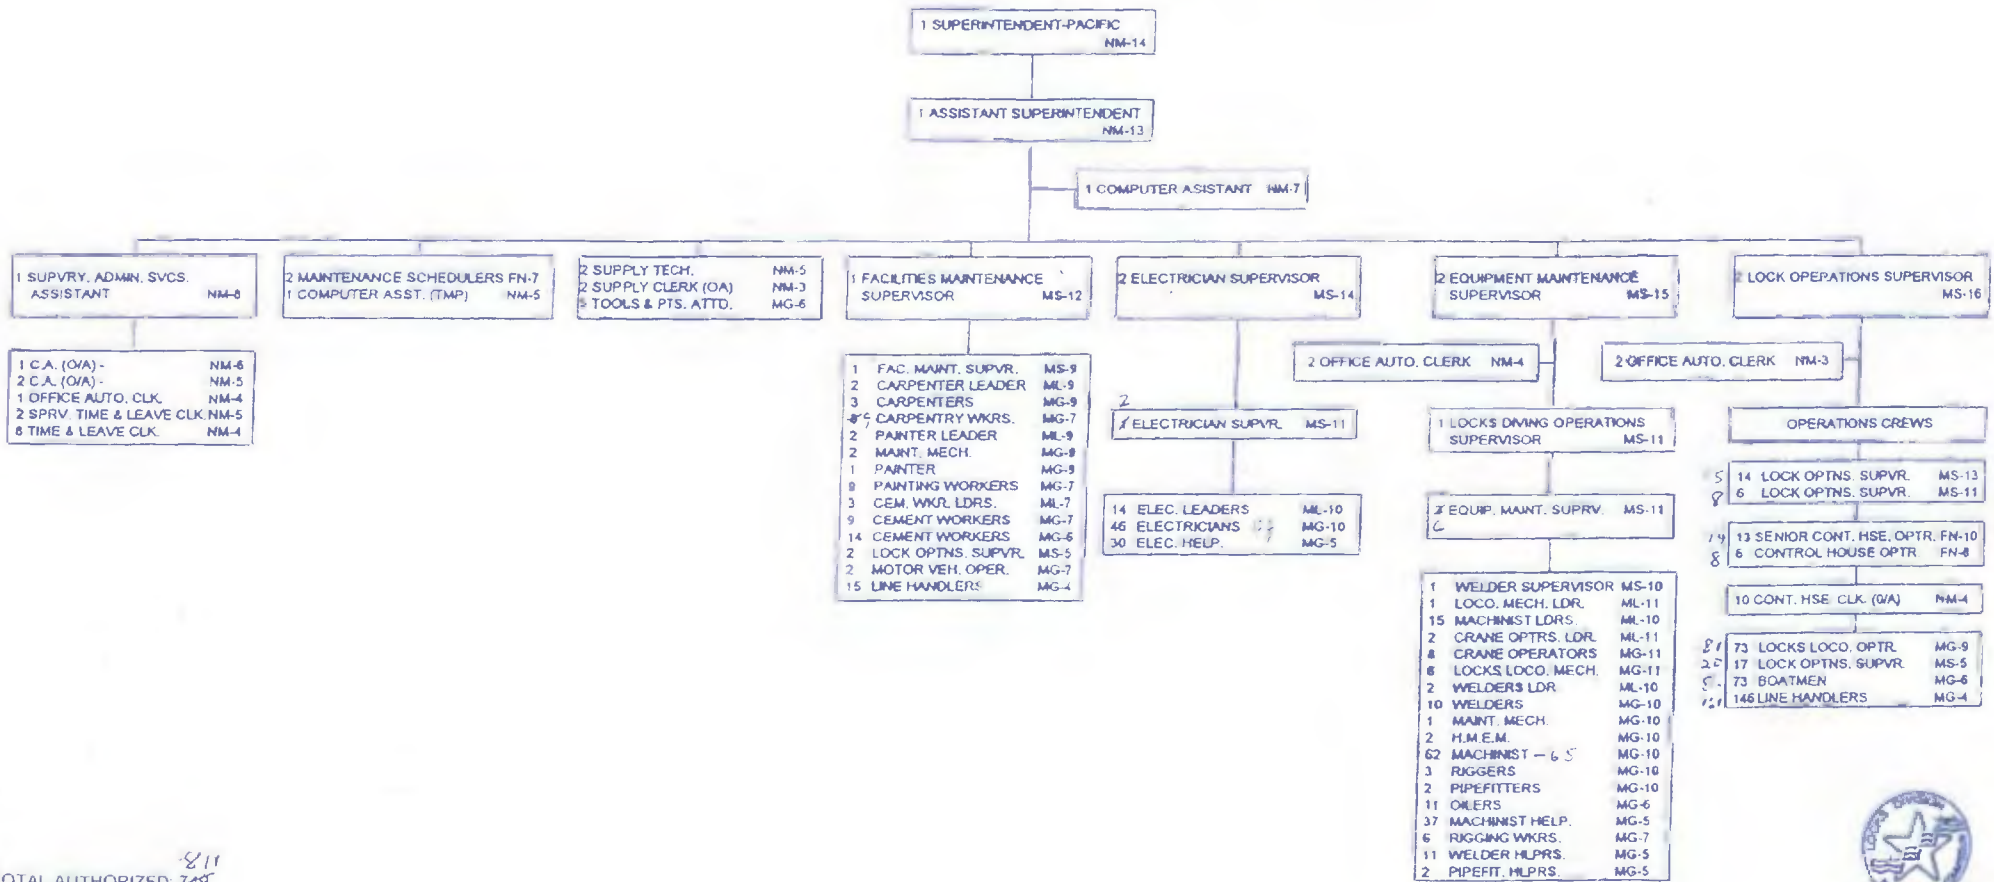 1 SUPERINTENDENT-PACIFIC
NM-14
1 ASSISTANT SUPERINTENDENT
NM-13
1 COMPUTER ASISTANT NM-7
1 SUPVRY. ADMIN. SVCS.
ASSISTANT NM-8
1 C.A. (O/A) - NM-6
2 C.A. (O/A) - NM-5
1 OFFICE AUTO. CLK. NM-4
2 SPRV. TIME & LEAVE CLK. NM-5
6 TIME & LEAVE CLK. NM-4
2 MAINTENANCE SCHEDULERS FN-7
1 COMPUTER ASST. (TMP) NM-5
2 SUPPLY TECH. NM-5
2 SUPPLY CLERK (OA) NM-3
5 TOOLS & PTS. ATTD. MG-6
1 FACILITIES MAINTENANCE
SUPERVISOR MS-12
1 FAC. MAINT. SUPVR. MS-9
2 CARPENTER LEADER ML-9
3 CARPENTERS MG-9
CARPENTRY WKRS. MG-7
2 PAINTER LEADER ML-9
2 MAINT. MECH. MG-9
1 PAINTER MG-9
9 PAINTING WORKERS MG-7
3 CEM. WKR. LDRS. ML-7
9 CEMENT WORKERS MG-7
14 CEMENT WORKERS MG-6
2 LOCK OPTNS. SUPVR. MS-5
2 MOTOR VEH. OPER. MG-7
15 LINE HANDLERS MG-4
2 ELECTRICIAN SUPERVISOR
MS-14
2
ELECTRICIAN SUPVR. MS-11
14 ELEC. LEADERS ML-10
46 ELECTRICIANS MG-10
30 ELEC. HELP. MG-5
2 EQUIPMENT MAINTENANCE
SUPERVISOR MS-15
2 OFFICE AUTO. CLERK NM-4
1 LOCKS DIVING OPERATIONS
SUPERVISOR MS-11
EQUIP. MAINT. SUPRV. MS-11
6
1 WELDER SUPERVISOR MS-10
1 LOCO. MECH. LDR. ML-11
15 MACHINIST LDRS. ML-10
2 CRANE OPTRS. LDR. ML-11
8 CRANE OPERATORS MG-11
6 LOCKS LOCO. MECH. MG-11
2 WELDERS LDR ML-10
10 WELDERS MG-10
1 MAINT. MECH. MG-10
2 H.M.E.M. MG-10
62 MACHINIST - 65 MG-10
3 RIGGERS MG-10
2 PIPEFITTERS MG-10
11 OILERS MG-6
37 MACHINIST HELP. MG-5
6 RIGGING WKRS. MG-7
11 WELDER HLPRS. MG-5
2 PIPEFIT. HLPRS. MG-5
2 LOCK OPERATIONS SUPERVISOR
MS-16
2 OFFICE AUTO. CLERK NM-3
OPERATIONS CREWS
14 LOCK OPTNS. SUPVR. MS-13
8 6 LOCK OPTNS. SUPVR. MS-11
19 13 SENIOR CONT. HSE. OPTR. FN-10
8 6 CONTROL HOUSE OPTR. FN-8
10 CONT. HSE. CLK. (O/A) NM-4
81 73 LOCKS LOCO. OPTR. MG-9
17 LOCK OPTNS. SUPVR. MS-5
73 BOATMEN MG-6
146 LINE HANDLERS MG-4
811
TOTAL AUTHORIZED:
LOCKS DIVISION